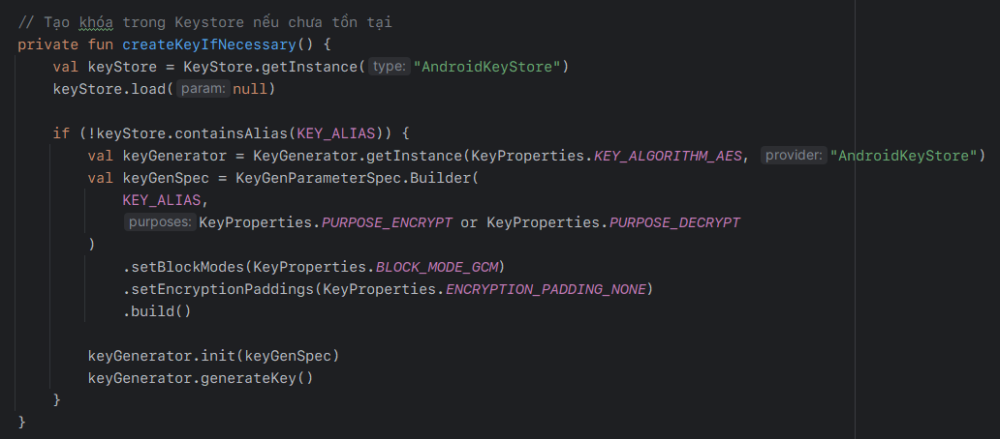 // Tạo khóa trong Keystore nếu chưa tồn tại
private fun createKeyIfNecessary() {
val keyStore = KeyStore.getInstance( type: "AndroidKeyStore")
keyStore.load( param: null)
if (!keyStore.containsAlias(KEY_ALIAS)) {
val keyGenerator = KeyGenerator.getInstance(KeyProperties.KEY_ALGORITHM_AES, provider: "AndroidKeyStore")
val keyGenSpec = KeyGenParameterSpec.Builder(
KEY_ALIAS,
purposes: KeyProperties.PURPOSE_ENCRYPT or KeyProperties.PURPOSE_DECRYPT
)
.setBlockModes(KeyProperties.BLOCK_MODE_GCM)
.setEncryptionPaddings(KeyProperties.ENCRYPTION_PADDING_NONE)
.build()
keyGenerator.init(keyGenSpec)
keyGenerator.generateKey()
}
}